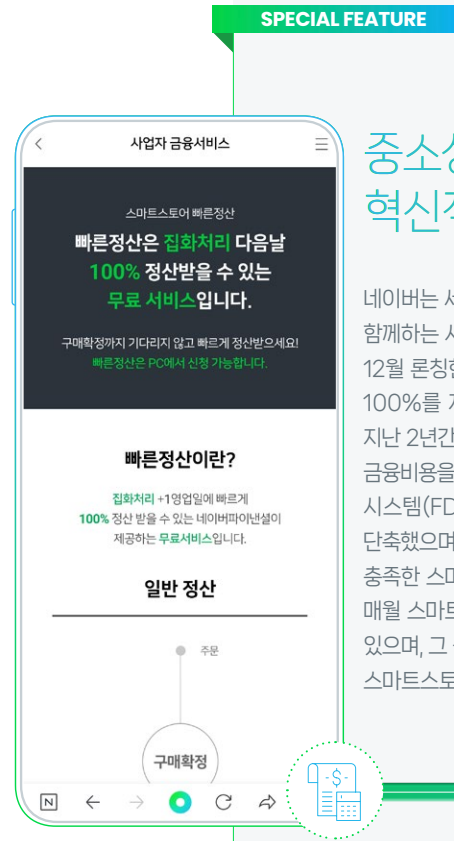 SPECIAL FEATURE
사업자 금융서비스
스마트스토어 빠른정산
빠른정산은 집화처리 다음날
100% 정산받을 수 있는
무료 서비스입니다.
구매확정까지 기다리지 않고 빠르게 정산받으세요!
빠른정산은 PC에서 신청 가능합니다.
빠른정산이란?
집화처리 +1영업일에 빠르게
100% 정산 받을 수 있는 네이버파이낸셜이
제공하는 무료서비스입니다.
일반 정산
주문
구매확정
N
$
중소
혁신
네이버는
함께하는
12월 론칭한
100%를
지난 2년간
금융비용을
시스템(FD
단축했으며
충족한
매월
있으며, 그
스마트스토